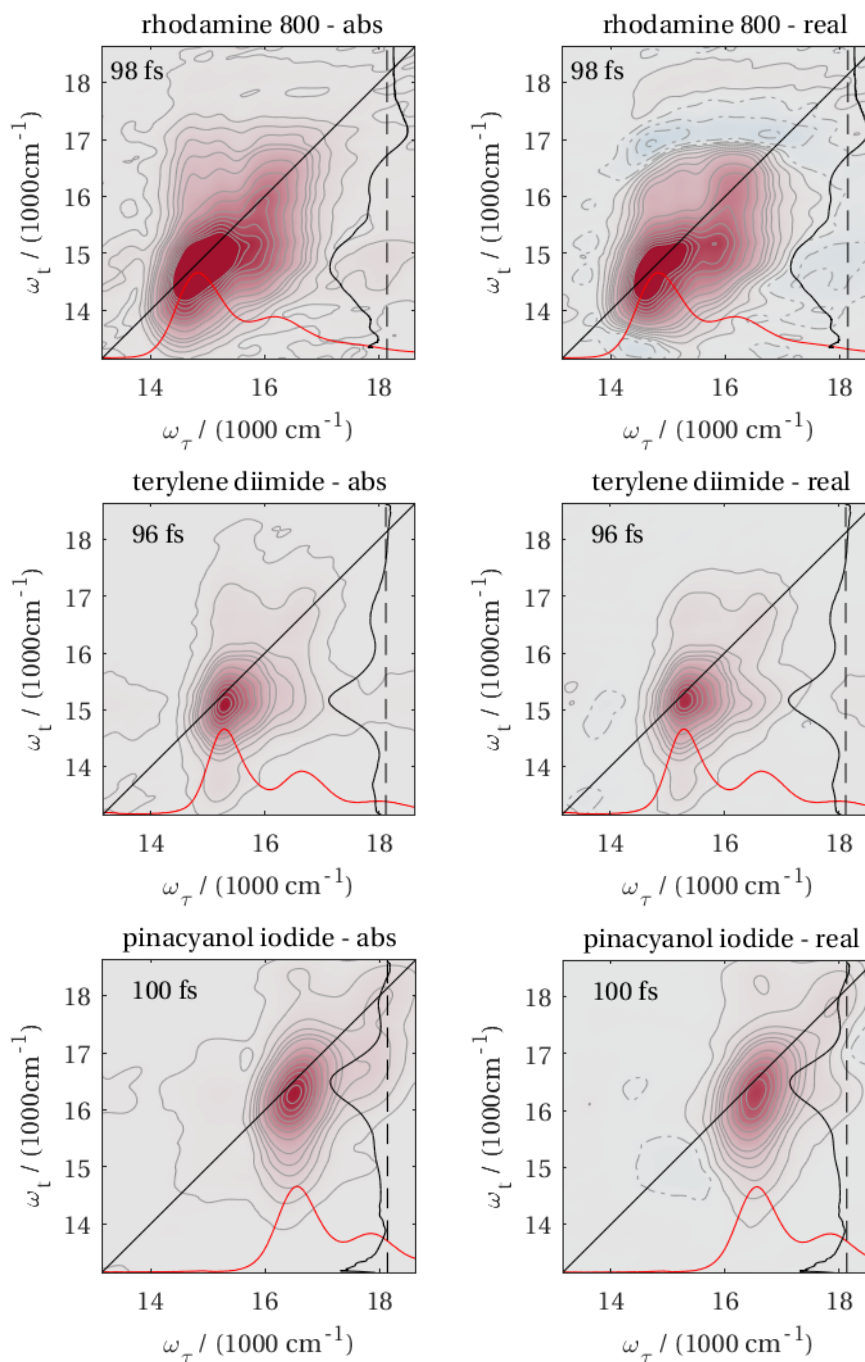 rhodamine 800 - abs
98 fs
18
17
16
15
14
ω_t / (1000cm⁻¹)
14 16 18
ω_τ / (1000 cm⁻¹)
rhodamine 800 - real
98 fs
18
17
16
15
14
ω_t / (1000cm⁻¹)
14 16 18
ω_τ / (1000 cm⁻¹)
terylene diimide - abs
96 fs
18
17
16
15
14
ω_t / (1000cm⁻¹)
14 16 18
ω_τ / (1000 cm⁻¹)
terylene diimide - real
96 fs
18
17
16
15
14
ω_t / (1000cm⁻¹)
14 16 18
ω_τ / (1000 cm⁻¹)
pinacyanol iodide - abs
100 fs
18
17
16
15
14
ω_t / (1000cm⁻¹)
14 16 18
ω_τ / (1000 cm⁻¹)
pinacyanol iodide - real
100 fs
18
17
16
15
14
ω_t / (1000cm⁻¹)
14 16 18
ω_τ / (1000 cm⁻¹)